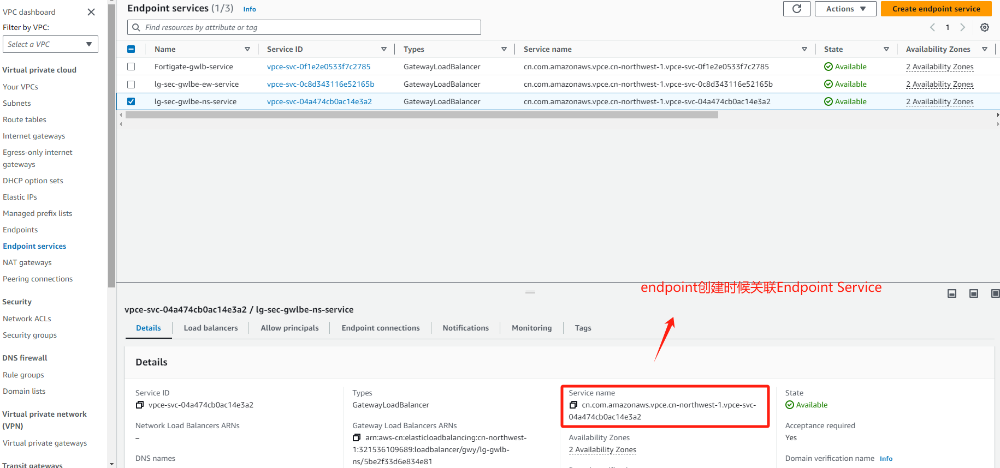 VPC dashboard
Filter by VPC:
Select a VPC
Virtual private cloud
Your VPCs
Subnets
Route tables
Internet gateways
Egress-only internet
gateways
DHCP option sets
Elastic IPs
Managed prefix lists
Endpoints
Endpoint services
NAT gateways
Peering connections
Security
Network ACLs
Security groups
DNS firewall
Rule groups
Domain lists
Virtual private network
(VPN)
Virtual private gateways
Transit gateways
Endpoint services (1/3) Info
Actions
Create endpoint service
Find resources by attribute or tag
1
Name Service ID Types Service name State Availability Zones
Fortigate-gwlb-service vpce-svc-0f1e2e0533f7c2785 GatewayLoadBalancer cn.com.amazonaws.vpce.cn-northwest-1.vpce-svc-0f1e2e0533f7c2785 Available 2 Availability Zones
lg-sec-gwlbe-ew-service vpce-svc-0c8d343116e52165b GatewayLoadBalancer cn.com.amazonaws.vpce.cn-northwest-1.vpce-svc-0c8d343116e52165b Available 2 Availability Zones
lg-sec-gwlbe-ns-service vpce-svc-04a474cb0ac14e3a2 GatewayLoadBalancer cn.com.amazonaws.vpce.cn-northwest-1.vpce-svc-04a474cb0ac14e3a2 Available 2 Availability Zones
endpoint创建时候关联Endpoint Service
vpce-svc-04a474cb0ac14e3a2 / lg-sec-gwlbe-ns-service
Details Load balancers Allow principals Endpoint connections Notifications Monitoring Tags
Details
Service ID
vpce-svc-04a474cb0ac14e3a2
Network Load Balancers ARNs
–
DNS names
Types
GatewayLoadBalancer
Gateway Load Balancers ARNs
arn:aws-cn:elasticloadbalancing:cn-northwest-
1:321536109689:loadbalancer/gwy/lg-gwlb-
ns/5be2f33d6e834e81
Service name
cn.com.amazonaws.vpce.cn-northwest-1.vpce-svc-
04a474cb0ac14e3a2
Availability Zones
2 Availability Zones
State
Available
Acceptance required
Yes
Domain verification name Info